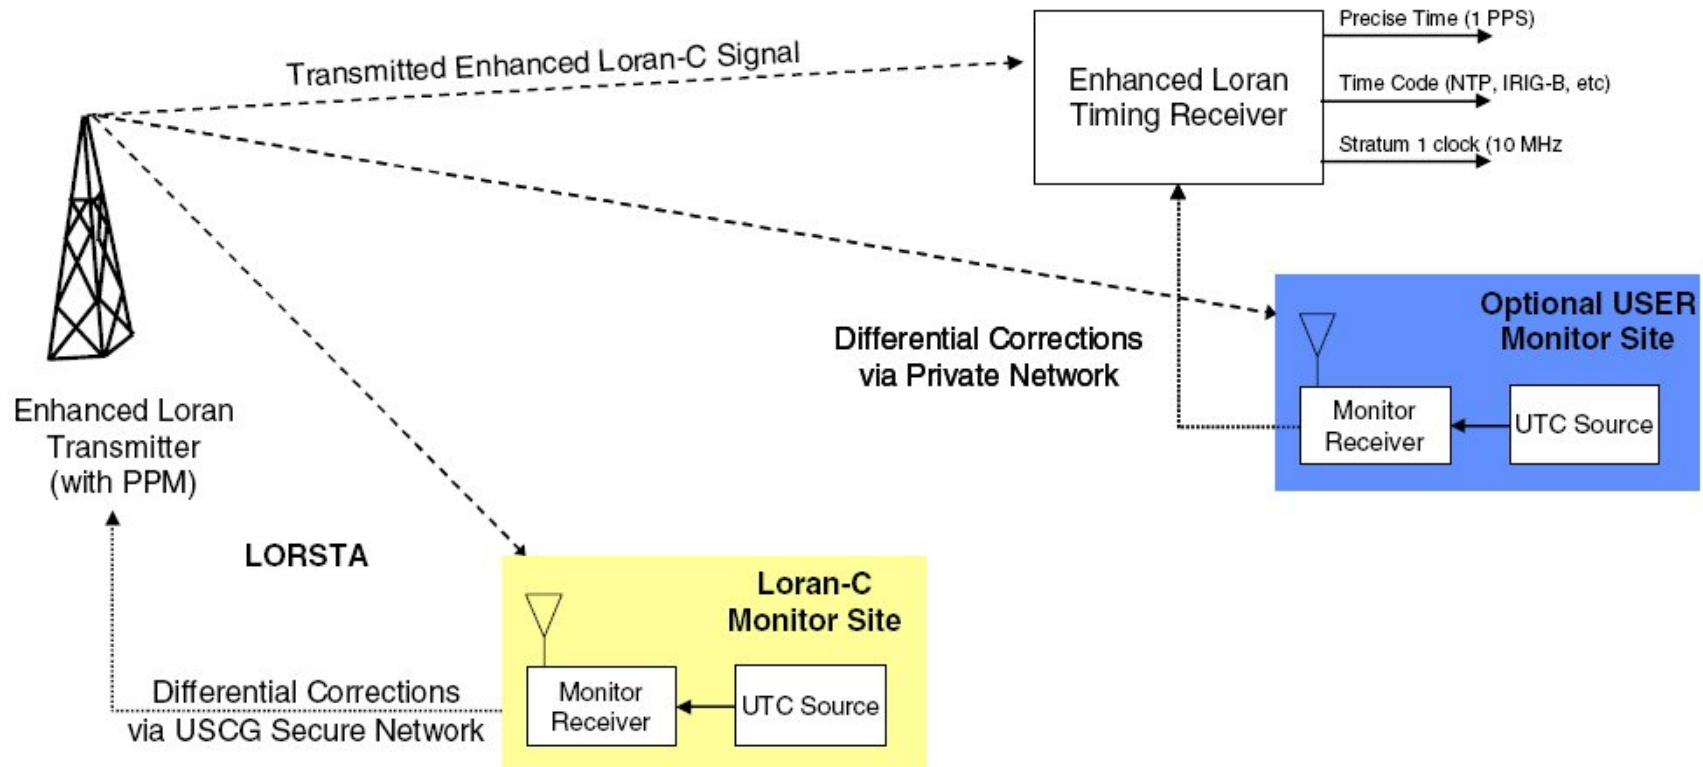 Transmitted Enhanced Loran-C Signal
Enhanced Loran
Timing Receiver
Precise Time (1 PPS)
Time Code (NTP, IRIG-B, etc)
Stratum 1 clock (10 MHz
Optional USER
Monitor Site
Monitor
Receiver
UTC Source
Differential Corrections
via Private Network
Enhanced Loran
Transmitter
(with PPM)
LORSTA
Loran-C
Monitor Site
Monitor
Receiver
UTC Source
Differential Corrections
via USCG Secure Network